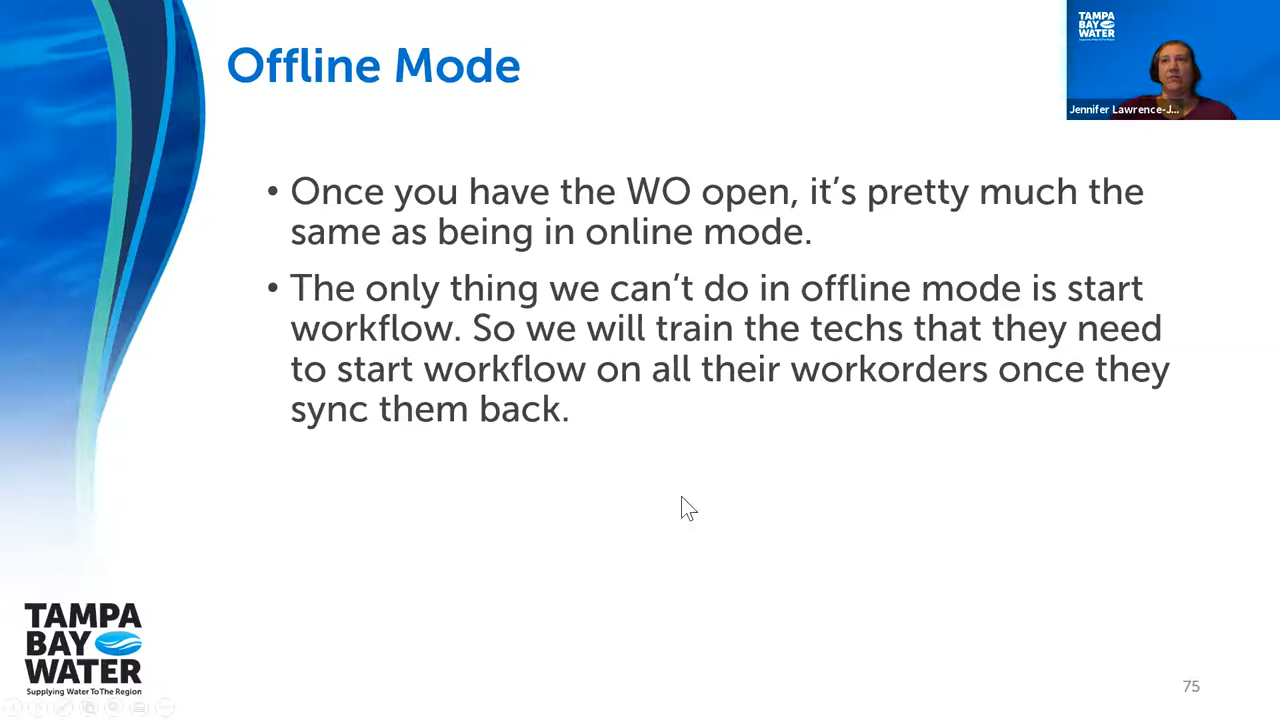 Offline Mode
TAMPA
BAY
WATER
Jennifer Lawrence-J...
• Once you have the WO open, it’s pretty much the
same as being in online mode.
• The only thing we can’t do in offline mode is start
workflow. So we will train the techs that they need
to start workflow on all their workorders once they
sync them back.
TAMPA
BAY
WATER
Supplying Water To The Region
75